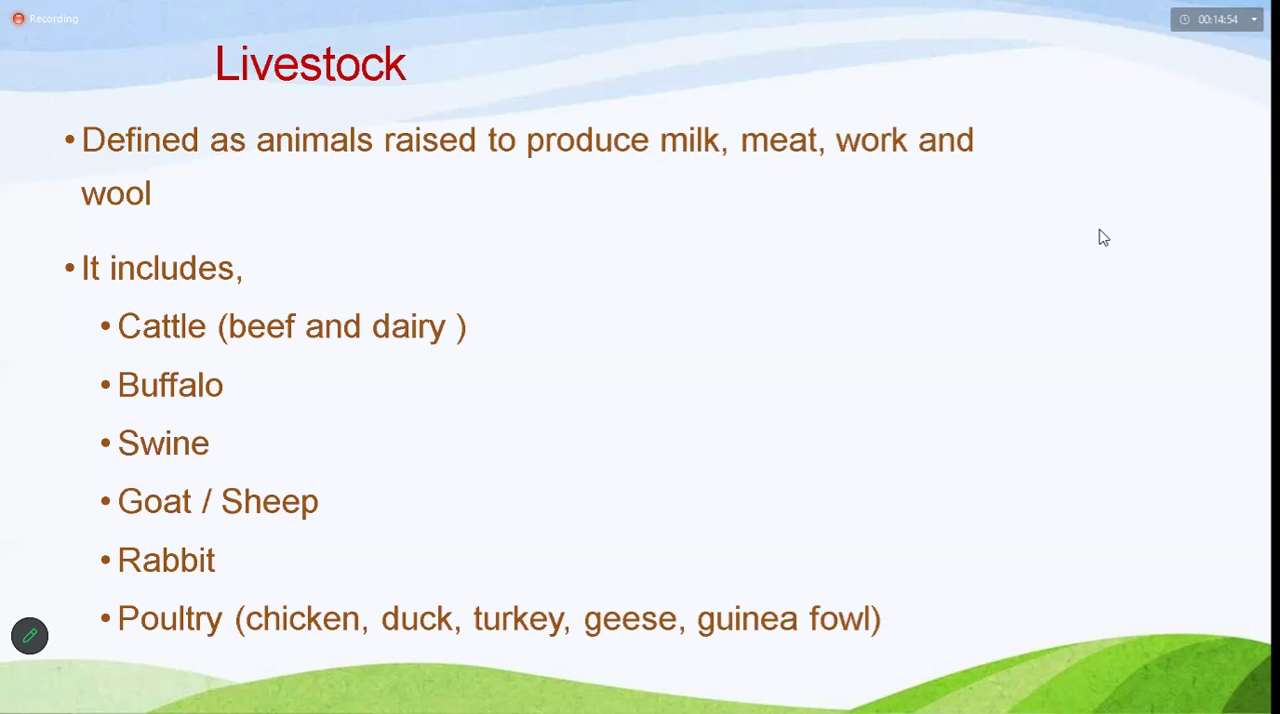 Recording
00:14:54
Livestock
• Defined as animals raised to produce milk, meat, work and
wool
• It includes,
• Cattle (beef and dairy )
• Buffalo
• Swine
• Goat / Sheep
• Rabbit
• Poultry (chicken, duck, turkey, geese, guinea fowl)